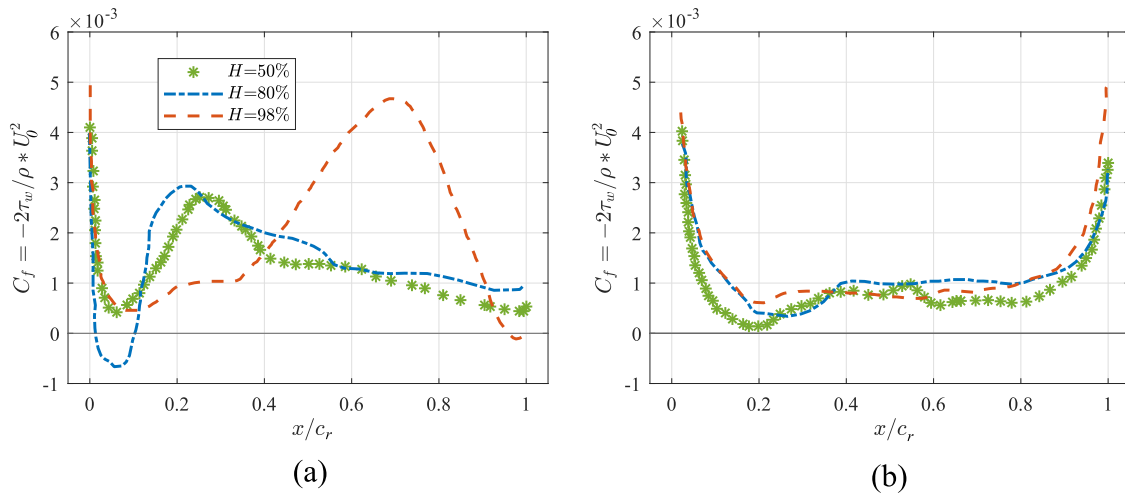 ×10⁻³
6
5
4
3
2
1
0
-1
C_f = −2τ_w/ρ ∗ U_0^2
H=50%
H=80%
H=98%
0 0.2 0.4 0.6 0.8 1
x/c_r
(a)
×10⁻³
6
5
4
3
2
1
0
-1
C_f = −2τ_w/ρ ∗ U_0^2
0 0.2 0.4 0.6 0.8 1
x/c_r
(b)